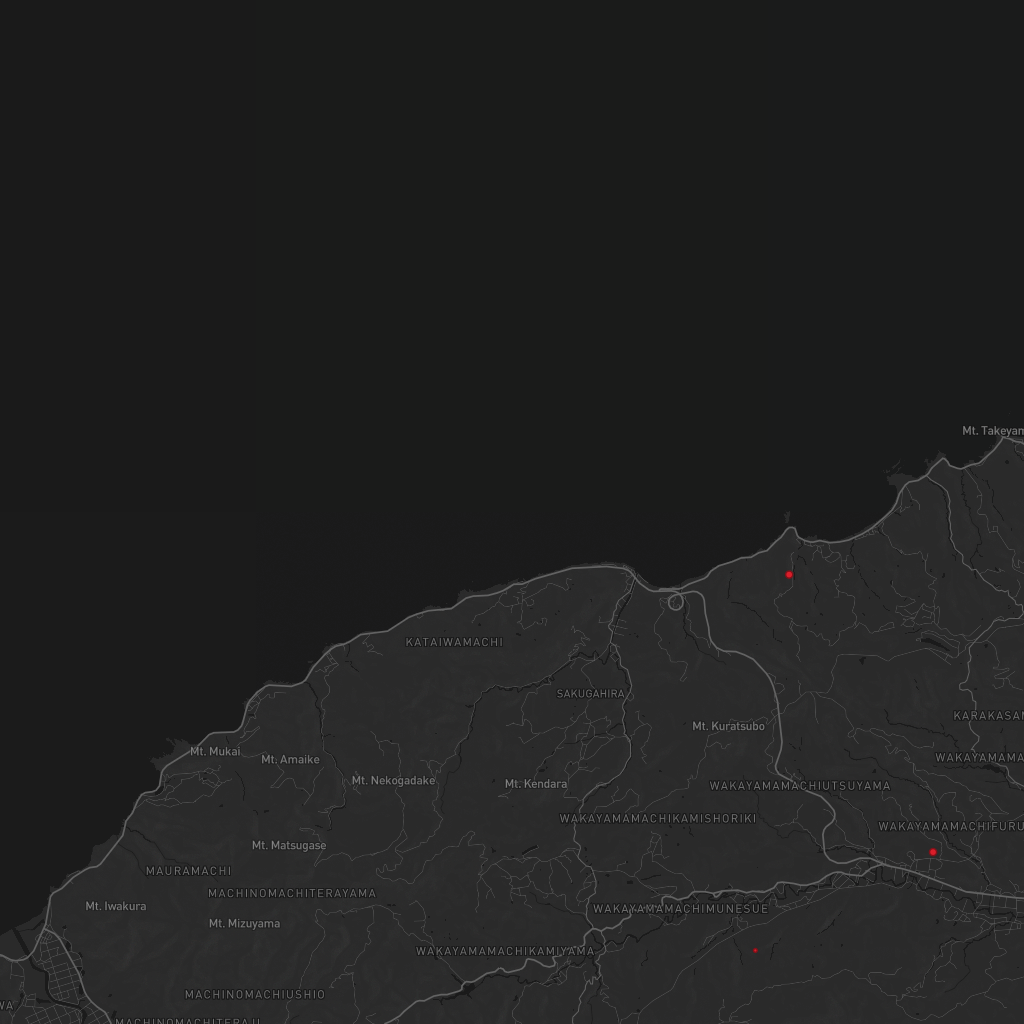 Mt. Takeyam
KATAIWAMACHI
SAKUGAHIRA
KARAKASAN
Mt. Kuratsubo
Mt. Mukai
Mt. Amaike
WAKAYAMAMA
Mt. Nekogadake
Mt. Kendara
WAKAYAMAMACHIUTSUYAMA
WAKAYAMAMACHIKAMISHORIKI
WAKAYAMAMACHIFURU
Mt. Matsugase
MAURAMACHI
MACHINOMACHITERAYAMA
Mt. Iwakura
WAKAYAMAMACHIMUNESUE
Mt. Mizuyama
WAKAYAMAMACHIKAMIYAMA
MACHINOMACHIUSHIO
WA
MACHINOMACHITERAJI